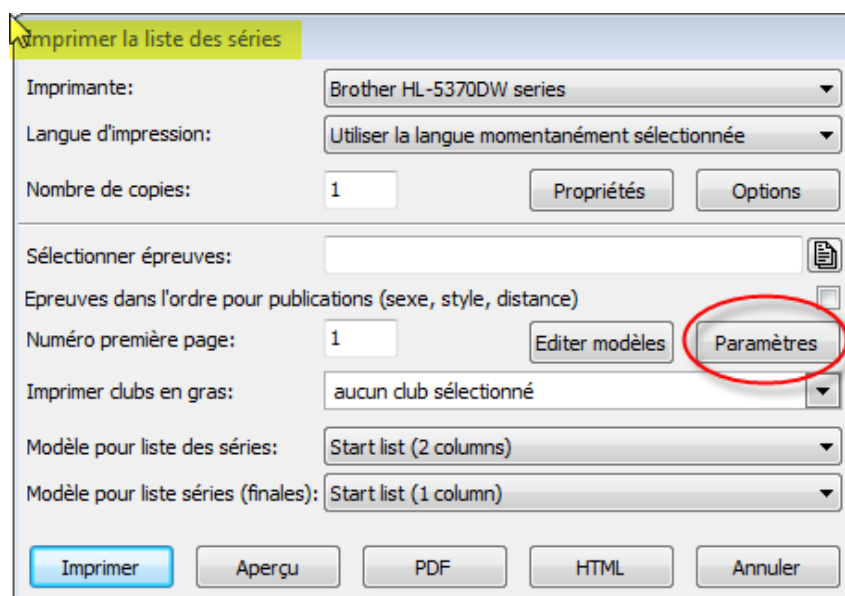 Imprimer la liste des séries
Imprimante: Brother HL-5370DW series
Langue d'impression: Utiliser la langue momentanément sélectionnée
Nombre de copies: 1 Propriétés Options
Sélectionner épreuves:
Epreuves dans l'ordre pour publications (sexe, style, distance)
Numéro première page: 1 Editer modèles Paramètres
Imprimer clubs en gras: aucun club sélectionné
Modèle pour liste des séries: Start list (2 columns)
Modèle pour liste séries (finales): Start list (1 column)
Imprimer Aperçu PDF HTML Annuler